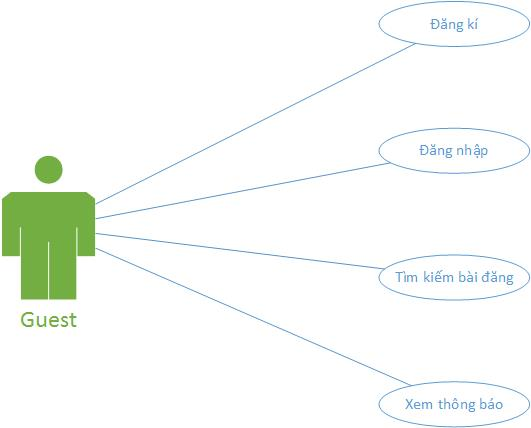 Đăng kí
Đăng nhập
Tìm kiếm bài đăng
Xem thông báo
Guest